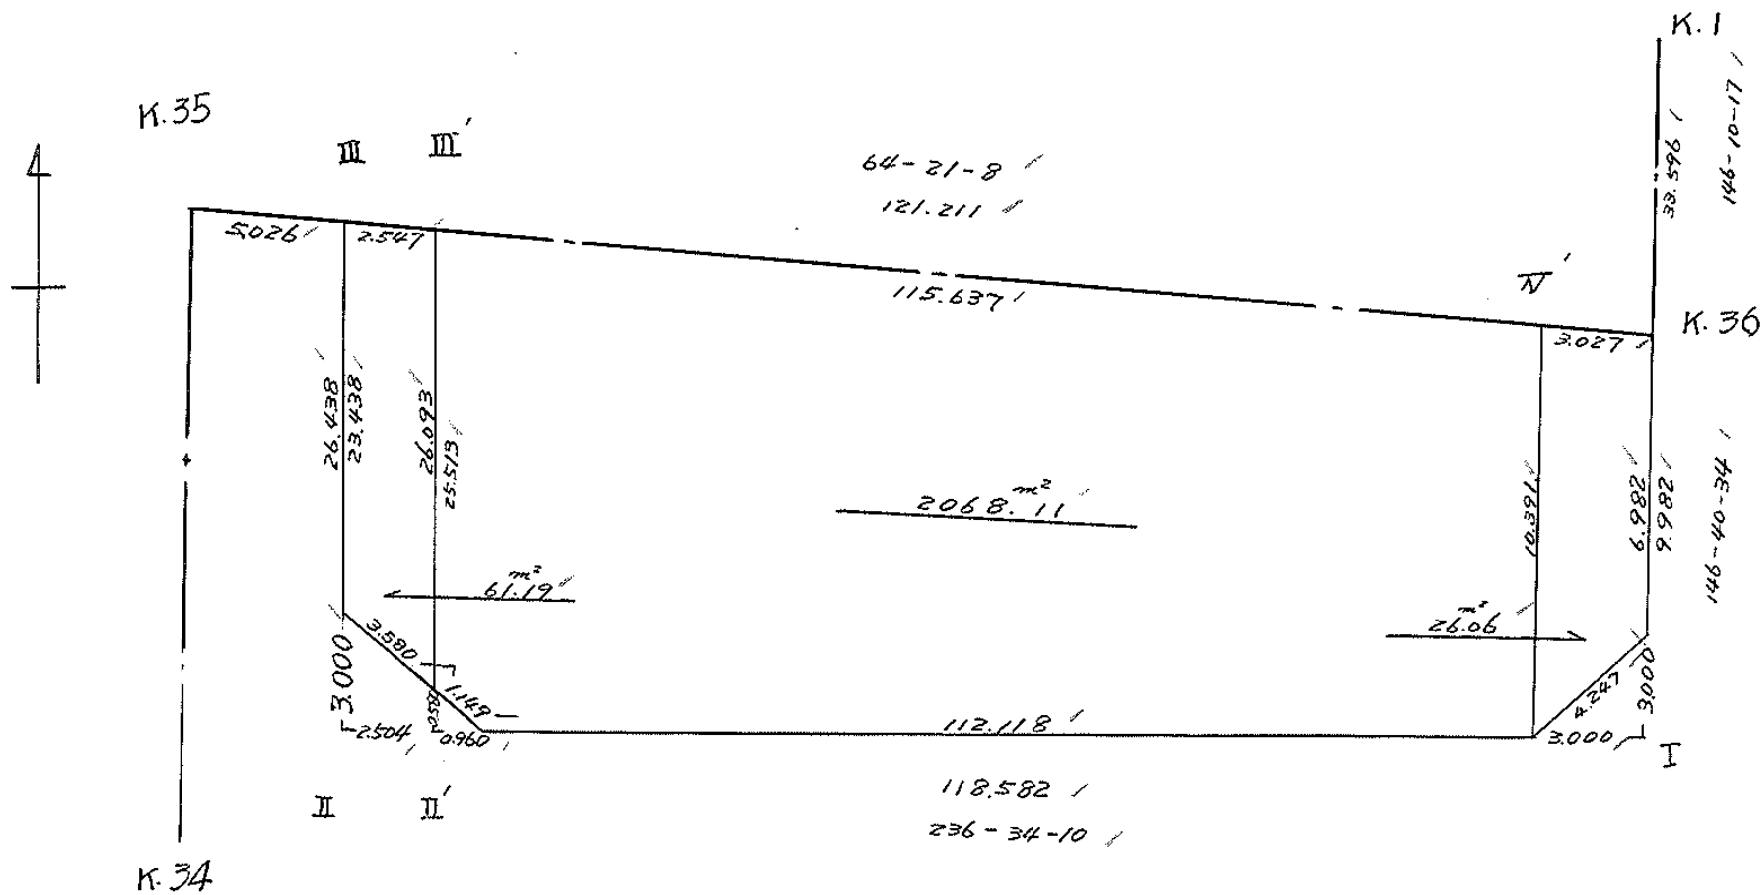 K.1
146-10-17
33.596
K.35
III
III'
64-21-8
121.211
5.026
2.547
115.637
IV'
K.36
3.027
26.438
23.438
26.093
25.513
10.391
6.982
9.982
146-40-34
2068.11 m²
61.19 m²
26.06 m²
3.580
3.000
1.149
0.580
2.504
0.960
112.118
4.247
3.000
3.000
I
II
II'
118.582
236-34-10
K.34